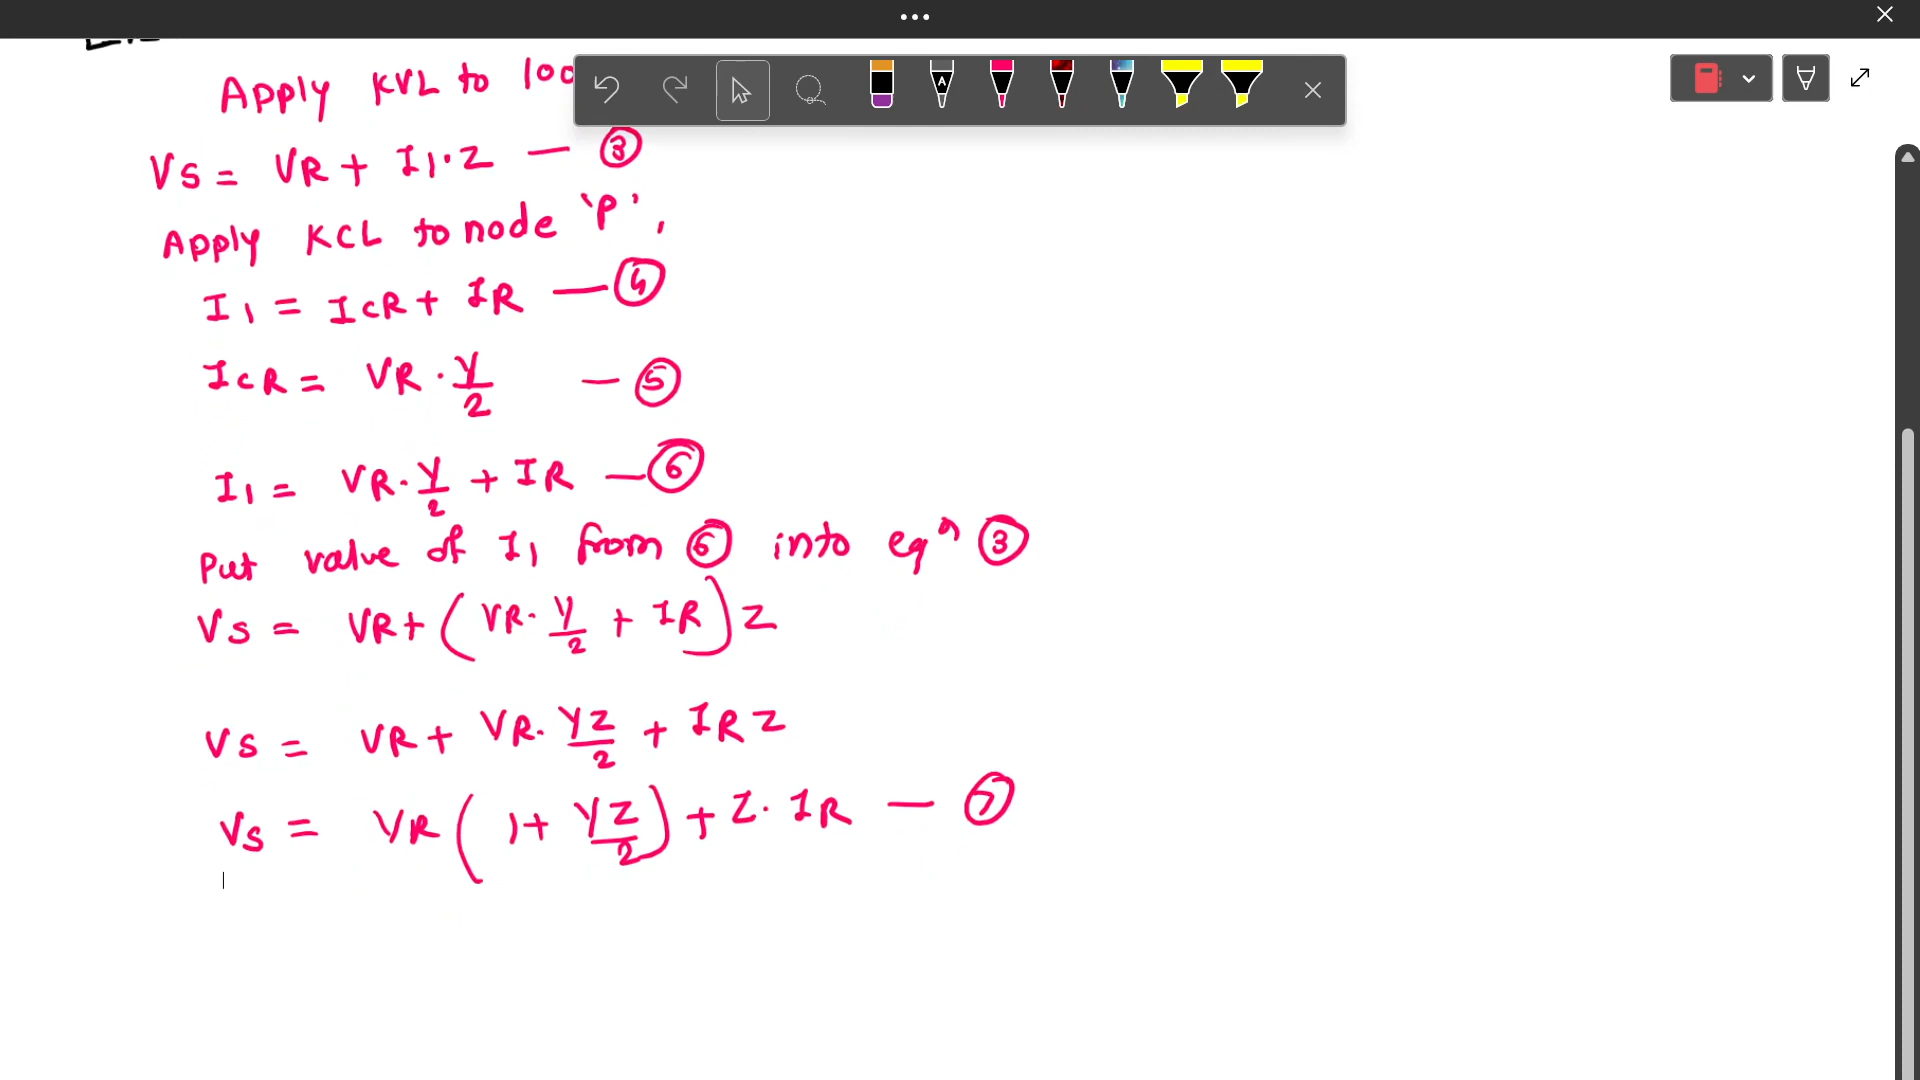 Apply KVL to loo
VS = VR + I1·Z — ③
Apply KCL to node 'P',
I1 = ICR + IR — ④
ICR = VR · Y/2 — ⑤
I1 = VR · Y/2 + IR — ⑥
Put value of I1 from ⑥ into eqn ③
VS = VR + (VR · Y/2 + IR) Z
VS = VR + VR · YZ/2 + IR Z
VS = VR (1 + YZ/2) + Z · IR — ⑦